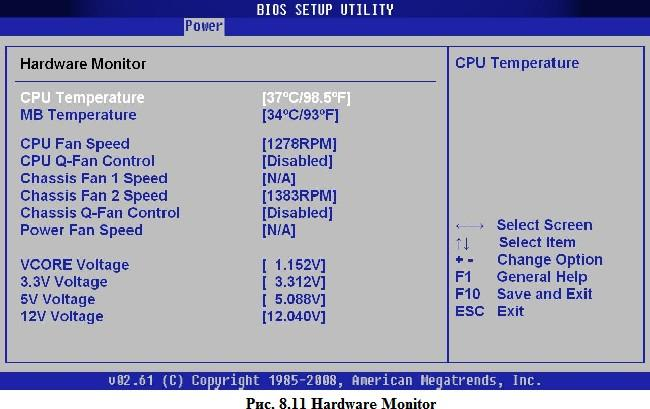 BIOS SETUP UTILITY
Power
Hardware Monitor
CPU Temperature [37ºC/98.5ºF]
MB Temperature [34ºC/93ºF]
CPU Fan Speed [1278RPM]
CPU Q-Fan Control [Disabled]
Chassis Fan 1 Speed [N/A]
Chassis Fan 2 Speed [1383RPM]
Chassis Q-Fan Control [Disabled]
Power Fan Speed [N/A]
VCORE Voltage [ 1.152V]
3.3V Voltage [ 3.312V]
5V Voltage [ 5.088V]
12V Voltage [12.040V]
CPU Temperature
←→ Select Screen
↑↓ Select Item
+ - Change Option
F1 General Help
F10 Save and Exit
ESC Exit
v02.61 (C) Copyright 1985-2008, American Megatrends, Inc.
Рис. 8.11 Hardware Monitor